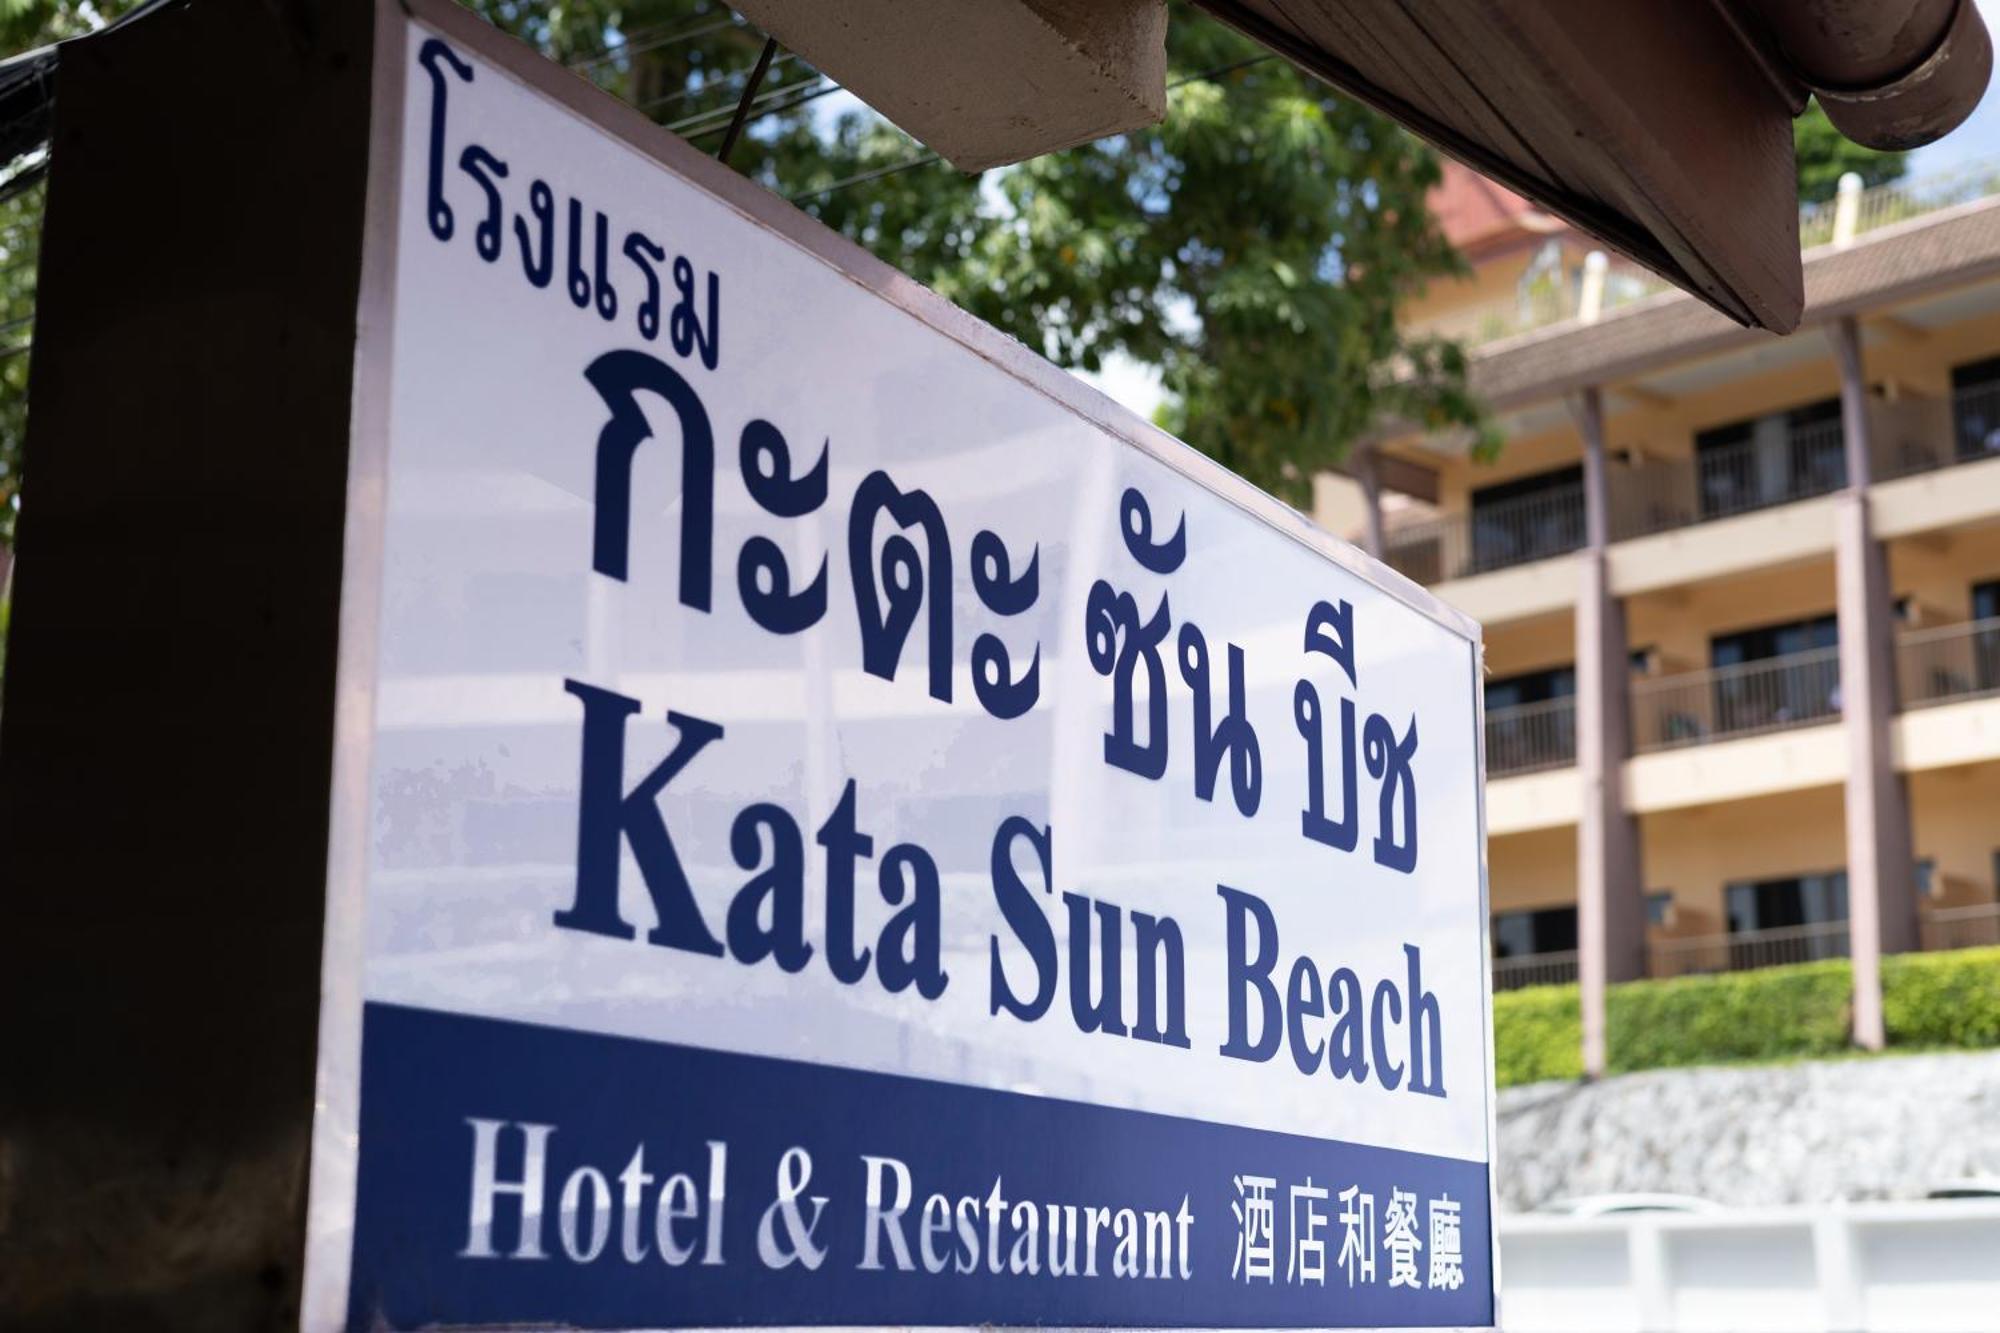 โรงแรม
กะตะ ซัน บีช
Kata Sun Beach
Hotel & Restaurant 酒店和餐廳